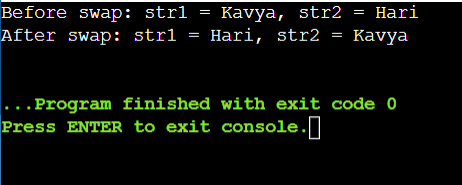 Before swap: str1 = Kavya, str2 = Hari
After swap: str1 = Hari, str2 = Kavya
...Program finished with exit code 0
Press ENTER to exit console.